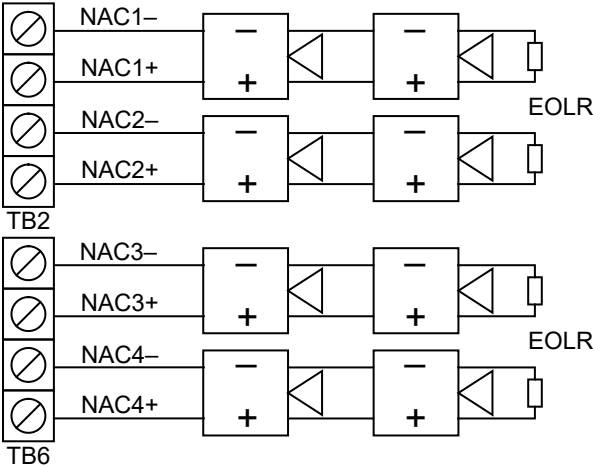 NAC1–
– –
NAC1+
+ +
EOLR
NAC2–
– –
NAC2+
+ +
TB2
NAC3–
– –
NAC3+
+ +
EOLR
NAC4–
– –
NAC4+
+ +
TB6